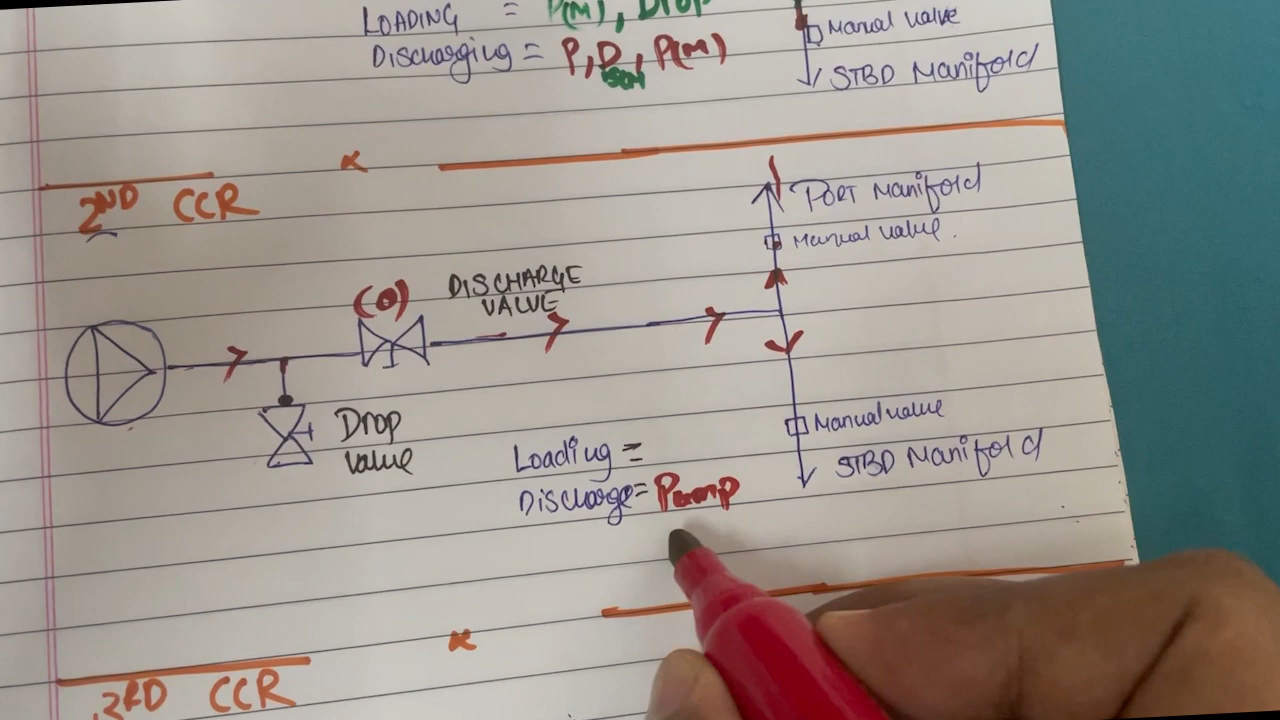 LOADING = P(M), Drop
Discharging = P, D, P(M)
Manual valve
STBD Manifold
2ND CCR
PORT Manifold
Manual valve.
(O)
DISCHARGE
VALVE
Drop
valve
Manual valve
STBD Manifold
Loading =
Discharge = Pump
3RD CCR